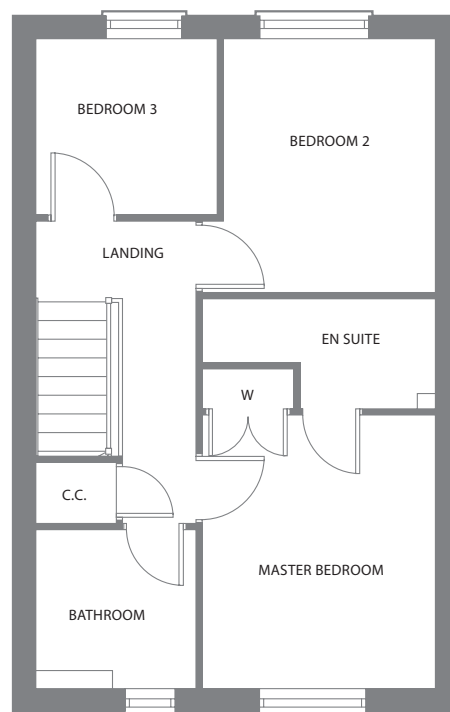 BEDROOM 3
BEDROOM 2
LANDING
EN SUITE
W
C.C.
MASTER BEDROOM
BATHROOM